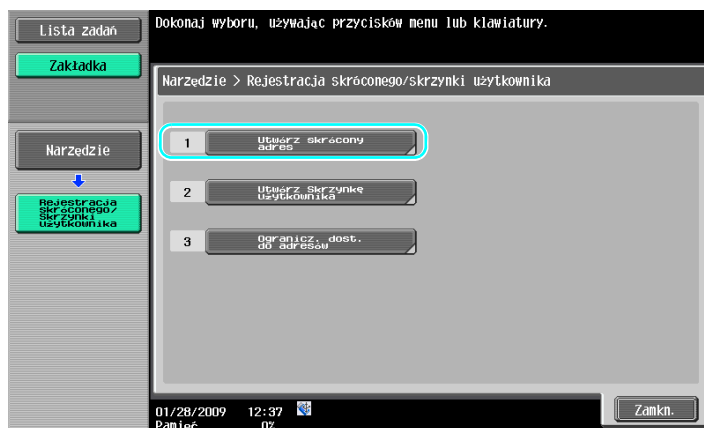 Lista zadań
Dokonaj wyboru, używając przycisków menu lub klawiatury.
Zakładka
Narzędzie > Rejestracja skróconego/skrzynki użytkownika
1 Utwórz skrócony
adres
Narzędzie
2 Utwórz Skrzynkę
użytkownika
Rejestracja
skróconego/
Skrzynki
użytkownika
3 Ogranicz. dost.
do adresów
01/28/2009 12:37
Zamkn.
Pamięć 0%